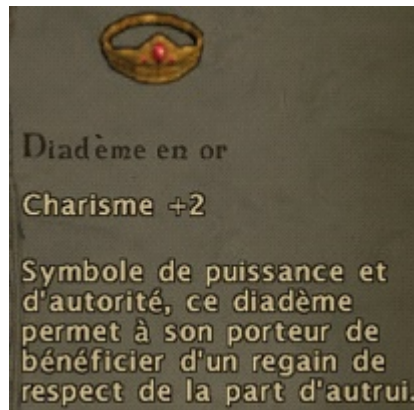 Diadème en or
Charisme +2
Symbole de puissance et
d'autorité, ce diadème
permet à son porteur de
bénéficier d'un regain de
respect de la part d'autrui.